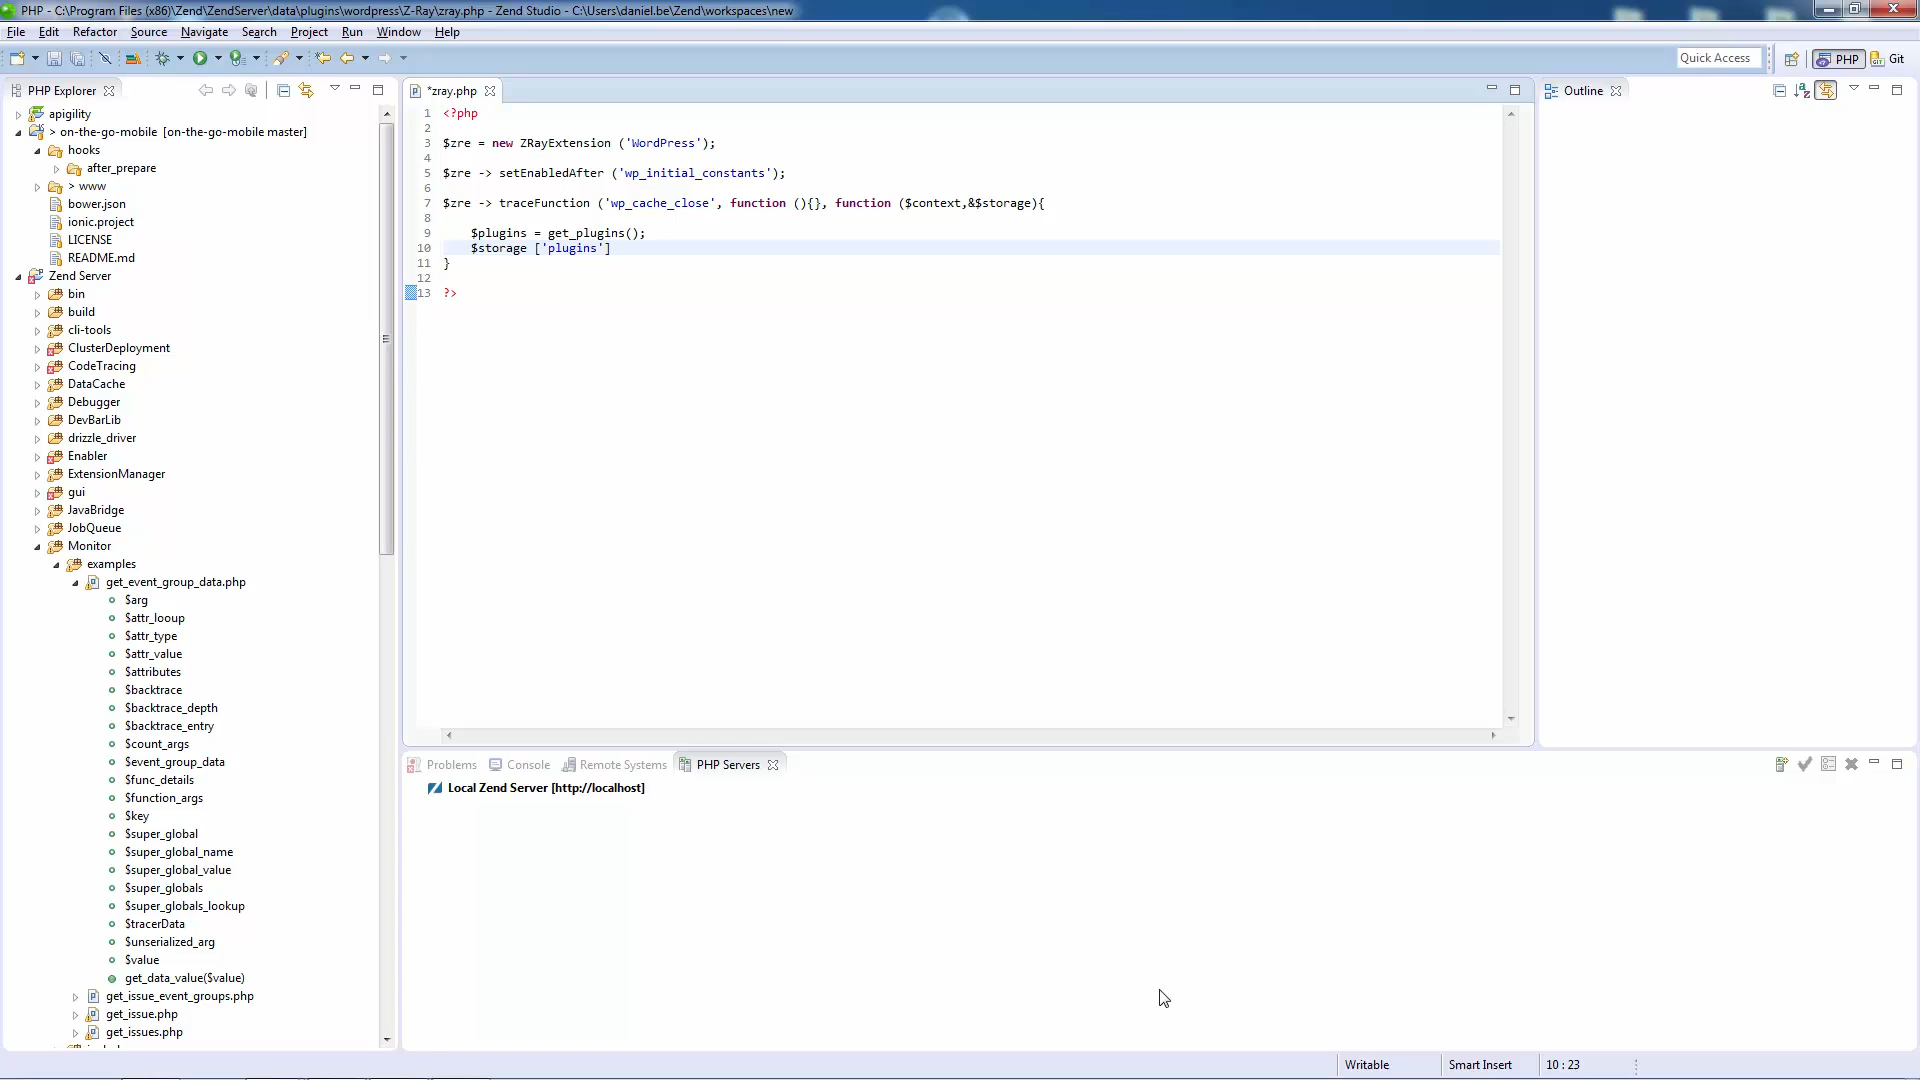 PHP - C:\Program Files (x86)\Zend\ZendServer\data\plugins\wordpress\Z-Ray\zray.php - Zend Studio - C:\Users\daniel.be\Zend\workspaces\new
File Edit Refactor Source Navigate Search Project Run Window Help
Quick Access PHP Git
PHP Explorer
apigility
> on-the-go-mobile [on-the-go-mobile master]
hooks
after_prepare
> www
bower.json
ionic.project
LICENSE
README.md
Zend Server
bin
build
cli-tools
ClusterDeployment
CodeTracing
DataCache
Debugger
DevBarLib
drizzle_driver
Enabler
ExtensionManager
gui
JavaBridge
JobQueue
Monitor
examples
get_event_group_data.php
$arg
$attr_looup
$attr_type
$attr_value
$attributes
$backtrace
$backtrace_depth
$backtrace_entry
$count_args
$event_group_data
$func_details
$function_args
$key
$super_global
$super_global_name
$super_global_value
$super_globals
$super_globals_lookup
$tracerData
$unserialized_arg
$value
get_data_value($value)
get_issue_event_groups.php
get_issue.php
get_issues.php
*zray.php
1 <?php
2
3 $zre = new ZRayExtension ('WordPress');
4
5 $zre -> setEnabledAfter ('wp_initial_constants');
6
7 $zre -> traceFunction ('wp_cache_close', function (){}, function ($context,&$storage){
8
9 $plugins = get_plugins();
10 $storage ['plugins']
11 }
12
13 ?>
Outline
Problems Console Remote Systems PHP Servers
Local Zend Server [http://localhost]
Writable Smart Insert 10 : 23